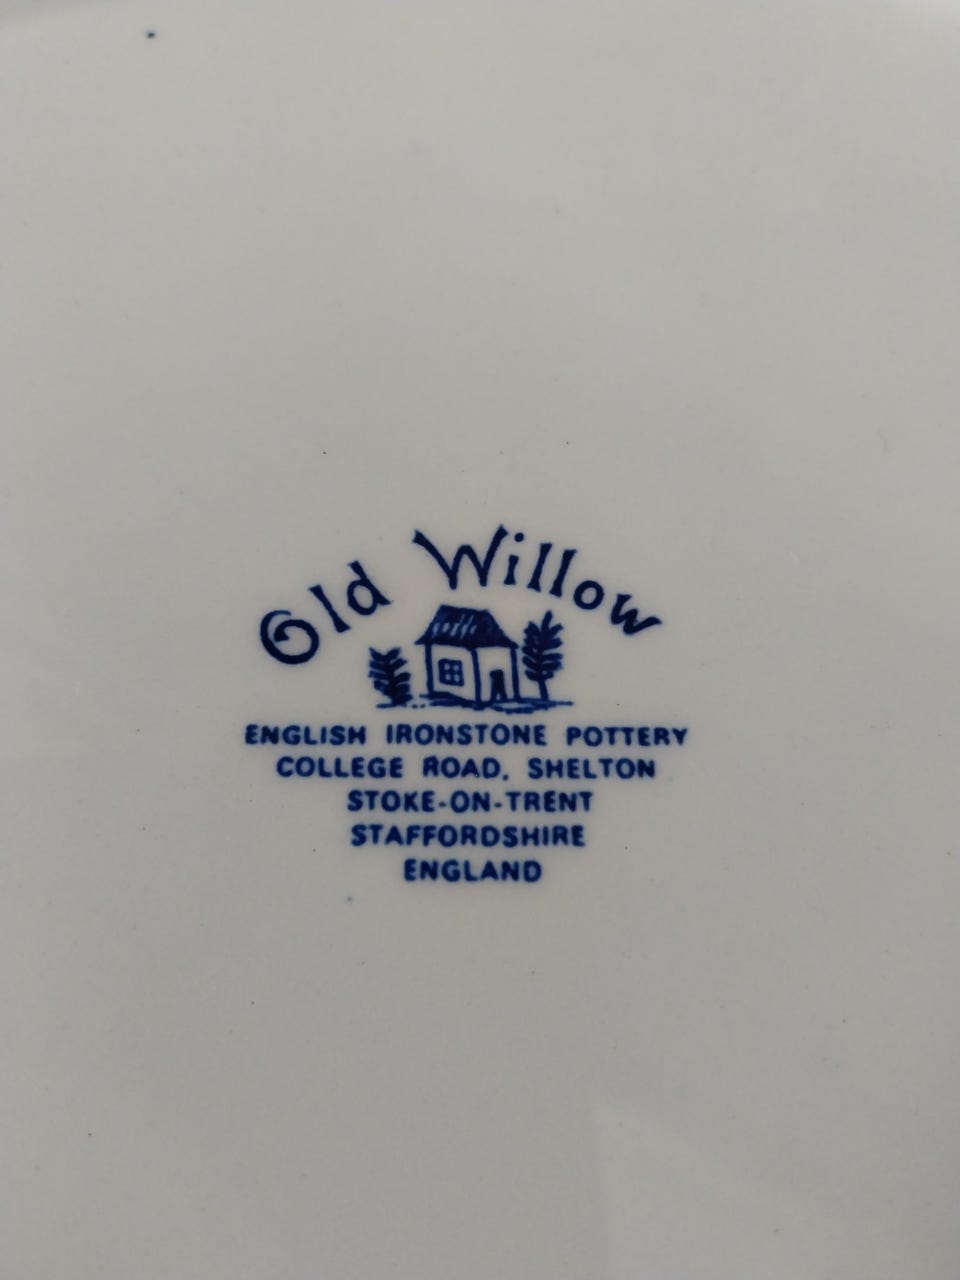 Old Willow
ENGLISH IRONSTONE POTTERY
COLLEGE ROAD, SHELTON
STOKE-ON-TRENT
STAFFORDSHIRE
ENGLAND